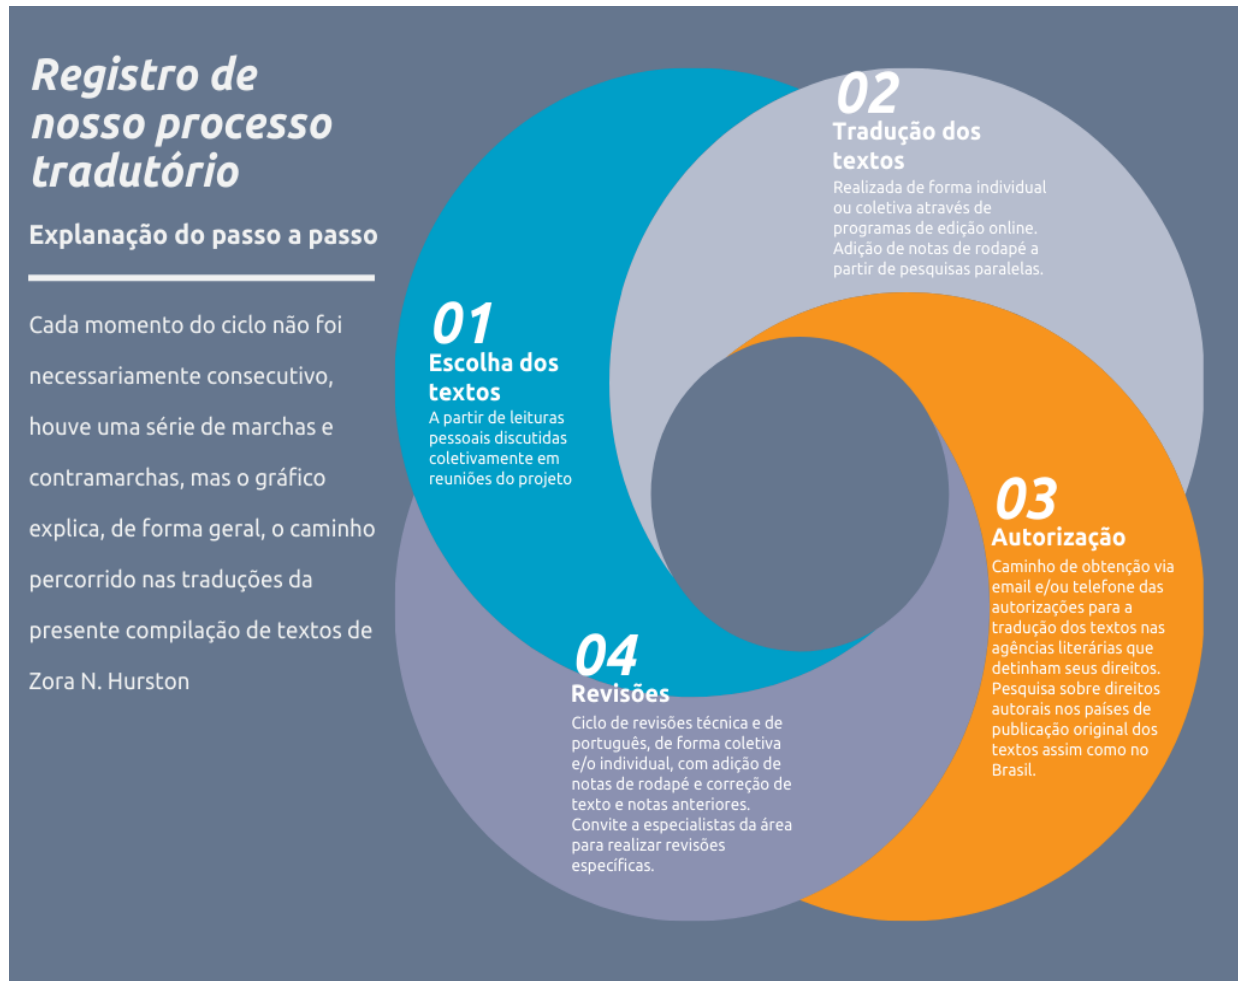 Registro de
nosso processo
tradutório
Explanação do passo a passo
Cada momento do ciclo não foi
necessariamente consecutivo,
houve uma série de marchas e
contramarchas, mas o gráfico
explica, de forma geral, o caminho
percorrido nas traduções da
presente compilação de textos de
Zora N. Hurston
01
Escolha dos
textos
A partir de leituras
pessoais discutidas
coletivamente em
reuniões do projeto
02
Tradução dos
textos
Realizada de forma individual
ou coletiva através de
programas de edição online.
Adição de notas de rodapé a
partir de pesquisas paralelas.
03
Autorização
Caminho de obtenção via
email e/ou telefone das
autorizações para a
tradução dos textos nas
agências literárias que
detinham seus direitos.
Pesquisa sobre direitos
autorais nos países de
publicação original dos
textos assim como no
Brasil.
04
Revisões
Ciclo de revisões técnica e de
português, de forma coletiva
e/o individual, com adição de
notas de rodapé e correção de
texto e notas anteriores.
Convite a especialistas da área
para realizar revisões
específicas.